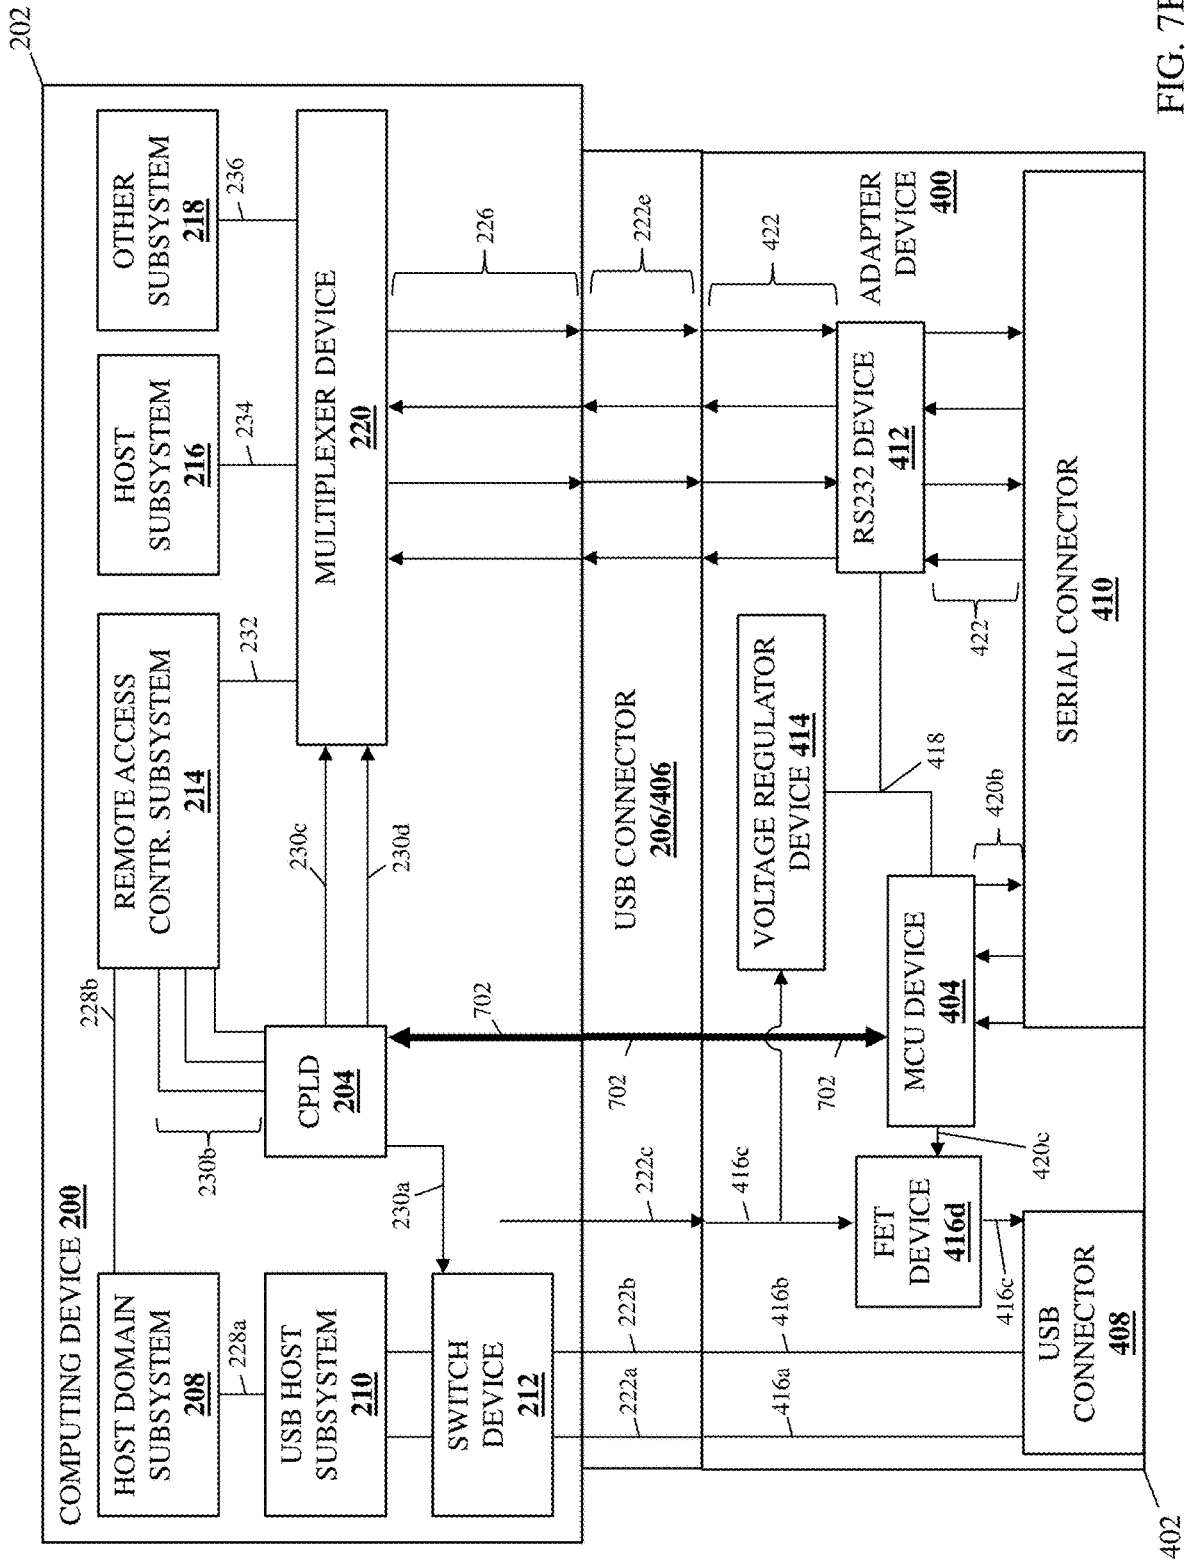 202
COMPUTING DEVICE 200
HOST DOMAIN
SUBSYSTEM
208
228a
USB HOST
SUBSYSTEM
210
SWITCH
DEVICE
212
228b
230b
CPLD
204
230a
REMOTE ACCESS
CONTR. SUBSYSTEM
214
232
230c
230d
HOST
SUBSYSTEM
216
234
OTHER
SUBSYSTEM
218
236
MULTIPLEXER DEVICE
220
226
702
USB CONNECTOR
206/406
222a
222b
222c
702
222e
416a
416b
416c
702
422
ADAPTER
DEVICE
400
VOLTAGE REGULATOR
DEVICE 414
RS232 DEVICE
412
418
FET
DEVICE
416d
420c
MCU DEVICE
404
420b
422
416c
USB
CONNECTOR
408
SERIAL CONNECTOR
410
402